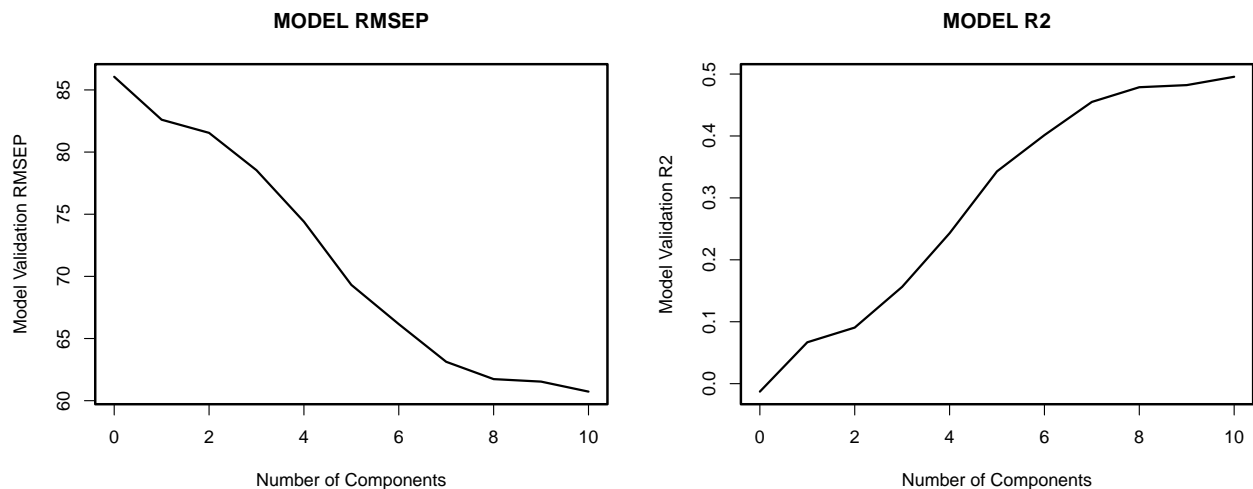 MODEL RMSEP
85
80
75
70
65
60
Model Validation RMSEP
0 2 4 6 8 10
Number of Components
MODEL R2
0.5
0.4
0.3
0.2
0.1
0.0
Model Validation R2
0 2 4 6 8 10
Number of Components